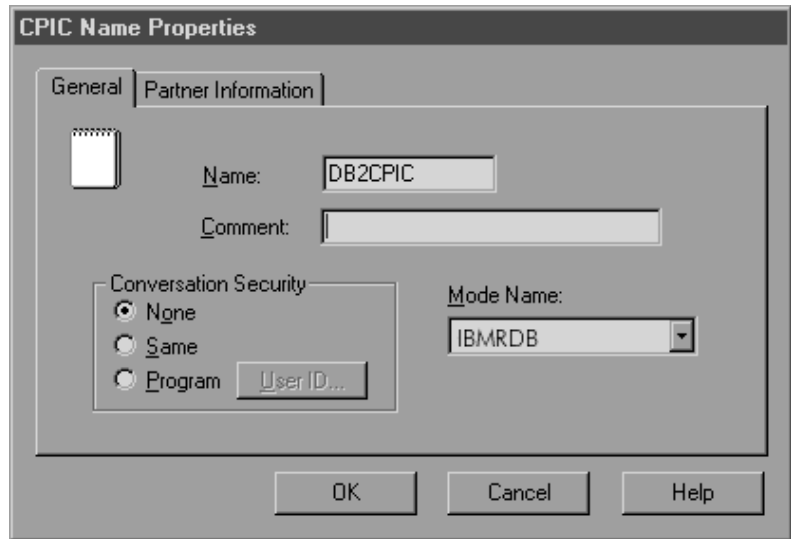 CPIC Name Properties
General
Partner Information
Name:
DB2CPIC
Comment:
Conversation Security
None
Same
Program
User ID...
Mode Name:
IBMRDB
OK
Cancel
Help